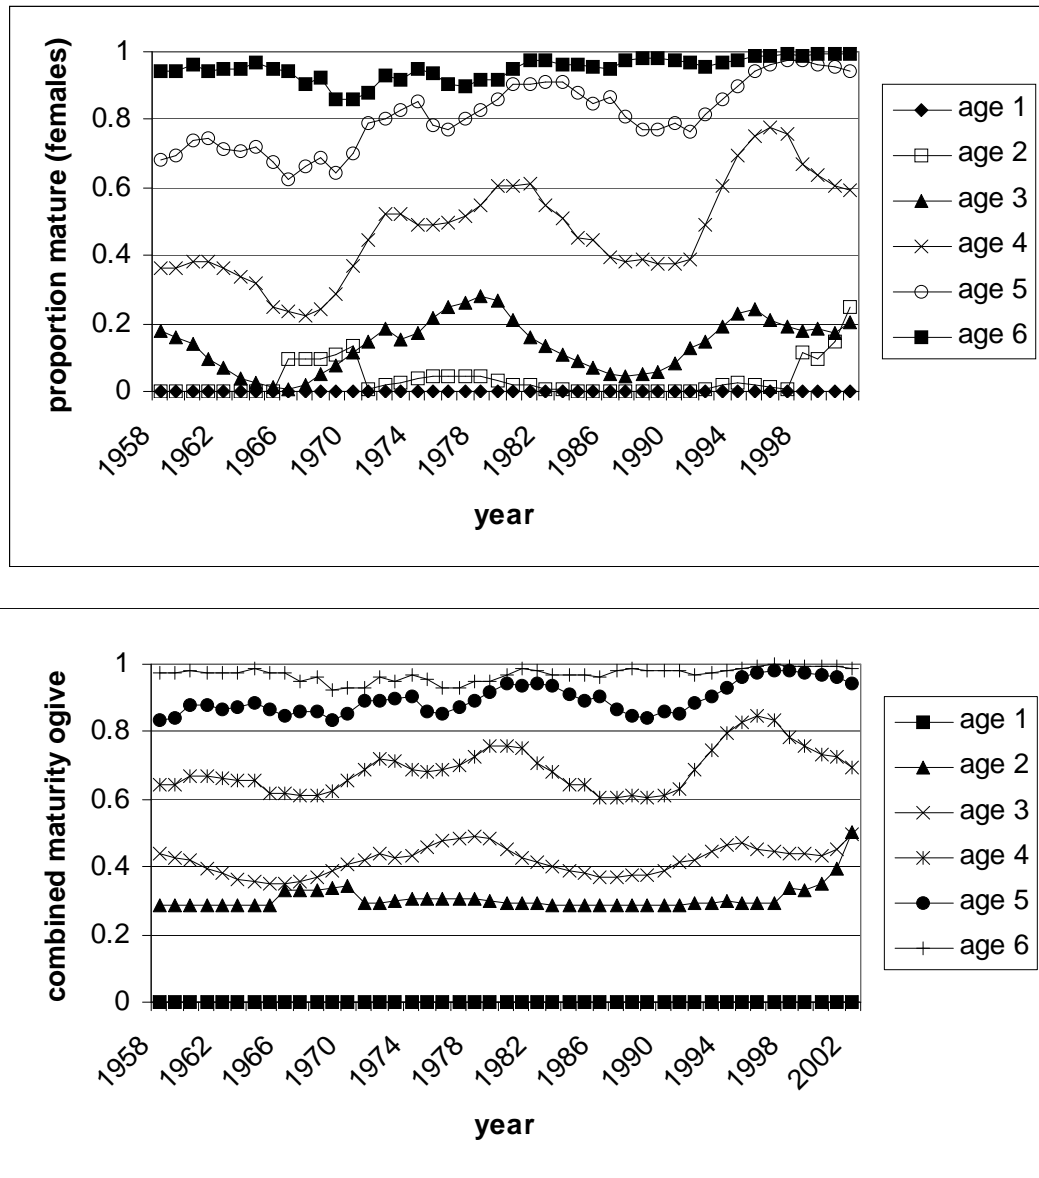 proportion mature (females)
1
0.8
0.6
0.4
0.2
0
1958
1962
1966
1970
1974
1978
1982
1986
1990
1994
1998
year
age 1
age 2
age 3
age 4
age 5
age 6
combined maturity ogive
1
0.8
0.6
0.4
0.2
0
1958
1962
1966
1970
1974
1978
1982
1986
1990
1994
1998
2002
year
age 1
age 2
age 3
age 4
age 5
age 6